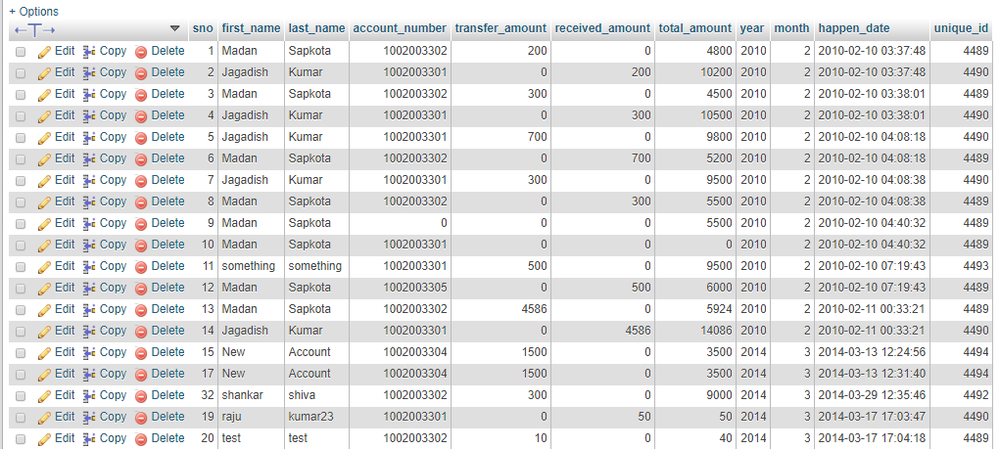 + Options
←T→ ▼ sno first_name last_name account_number transfer_amount received_amount total_amount year month happen_date unique_id
Edit Copy Delete 1 Madan Sapkota 1002003302 200 0 4800 2010 2 2010-02-10 03:37:48 4489
Edit Copy Delete 2 Jagadish Kumar 1002003301 0 200 10200 2010 2 2010-02-10 03:37:48 4490
Edit Copy Delete 3 Madan Sapkota 1002003302 300 0 4500 2010 2 2010-02-10 03:38:01 4489
Edit Copy Delete 4 Jagadish Kumar 1002003301 0 300 10500 2010 2 2010-02-10 03:38:01 4490
Edit Copy Delete 5 Jagadish Kumar 1002003301 700 0 9800 2010 2 2010-02-10 04:08:18 4490
Edit Copy Delete 6 Madan Sapkota 1002003302 0 700 5200 2010 2 2010-02-10 04:08:18 4489
Edit Copy Delete 7 Jagadish Kumar 1002003301 300 0 9500 2010 2 2010-02-10 04:08:38 4490
Edit Copy Delete 8 Madan Sapkota 1002003302 0 300 5500 2010 2 2010-02-10 04:08:38 4489
Edit Copy Delete 9 Madan Sapkota 0 0 0 5500 2010 2 2010-02-10 04:40:32 4489
Edit Copy Delete 10 Madan Sapkota 1002003301 0 0 0 2010 2 2010-02-10 04:40:32 4489
Edit Copy Delete 11 something something 1002003301 500 0 9500 2010 2 2010-02-10 07:19:43 4493
Edit Copy Delete 12 Madan Sapkota 1002003305 0 500 6000 2010 2 2010-02-10 07:19:43 4489
Edit Copy Delete 13 Madan Sapkota 1002003302 4586 0 5924 2010 2 2010-02-11 00:33:21 4489
Edit Copy Delete 14 Jagadish Kumar 1002003301 0 4586 14086 2010 2 2010-02-11 00:33:21 4490
Edit Copy Delete 15 New Account 1002003304 1500 0 3500 2014 3 2014-03-13 12:24:56 4494
Edit Copy Delete 17 New Account 1002003304 1500 0 3500 2014 3 2014-03-13 12:31:40 4494
Edit Copy Delete 32 shankar shiva 1002003302 300 0 9000 2014 3 2014-03-29 12:35:46 4492
Edit Copy Delete 19 raju kumar23 1002003301 0 50 50 2014 3 2014-03-17 17:03:47 4490
Edit Copy Delete 20 test test 1002003302 10 0 40 2014 3 2014-03-17 17:04:18 4489